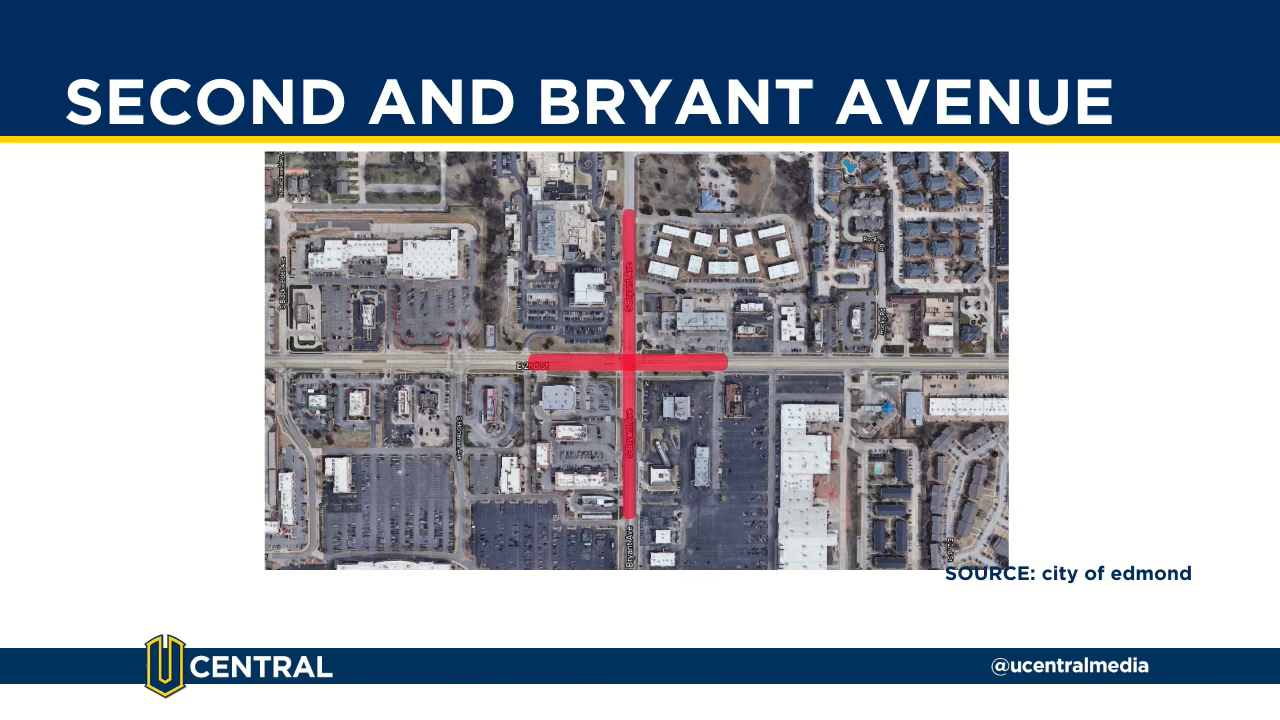 SECOND AND BRYANT AVENUE
S Bryant Ave
E 2nd St
S Bryant Ave
Bryant Ave
SOURCE: city of edmond
CENTRAL
@ucentralmedia